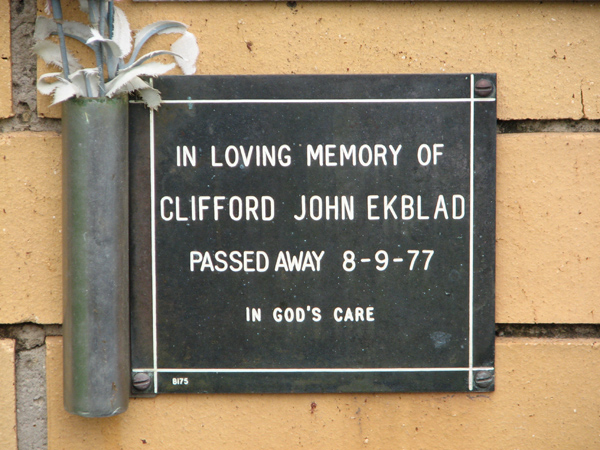 IN LOVING MEMORY OF
CLIFFORD JOHN EKBLAD
PASSED AWAY 8-9-77
IN GOD'S CARE
B175